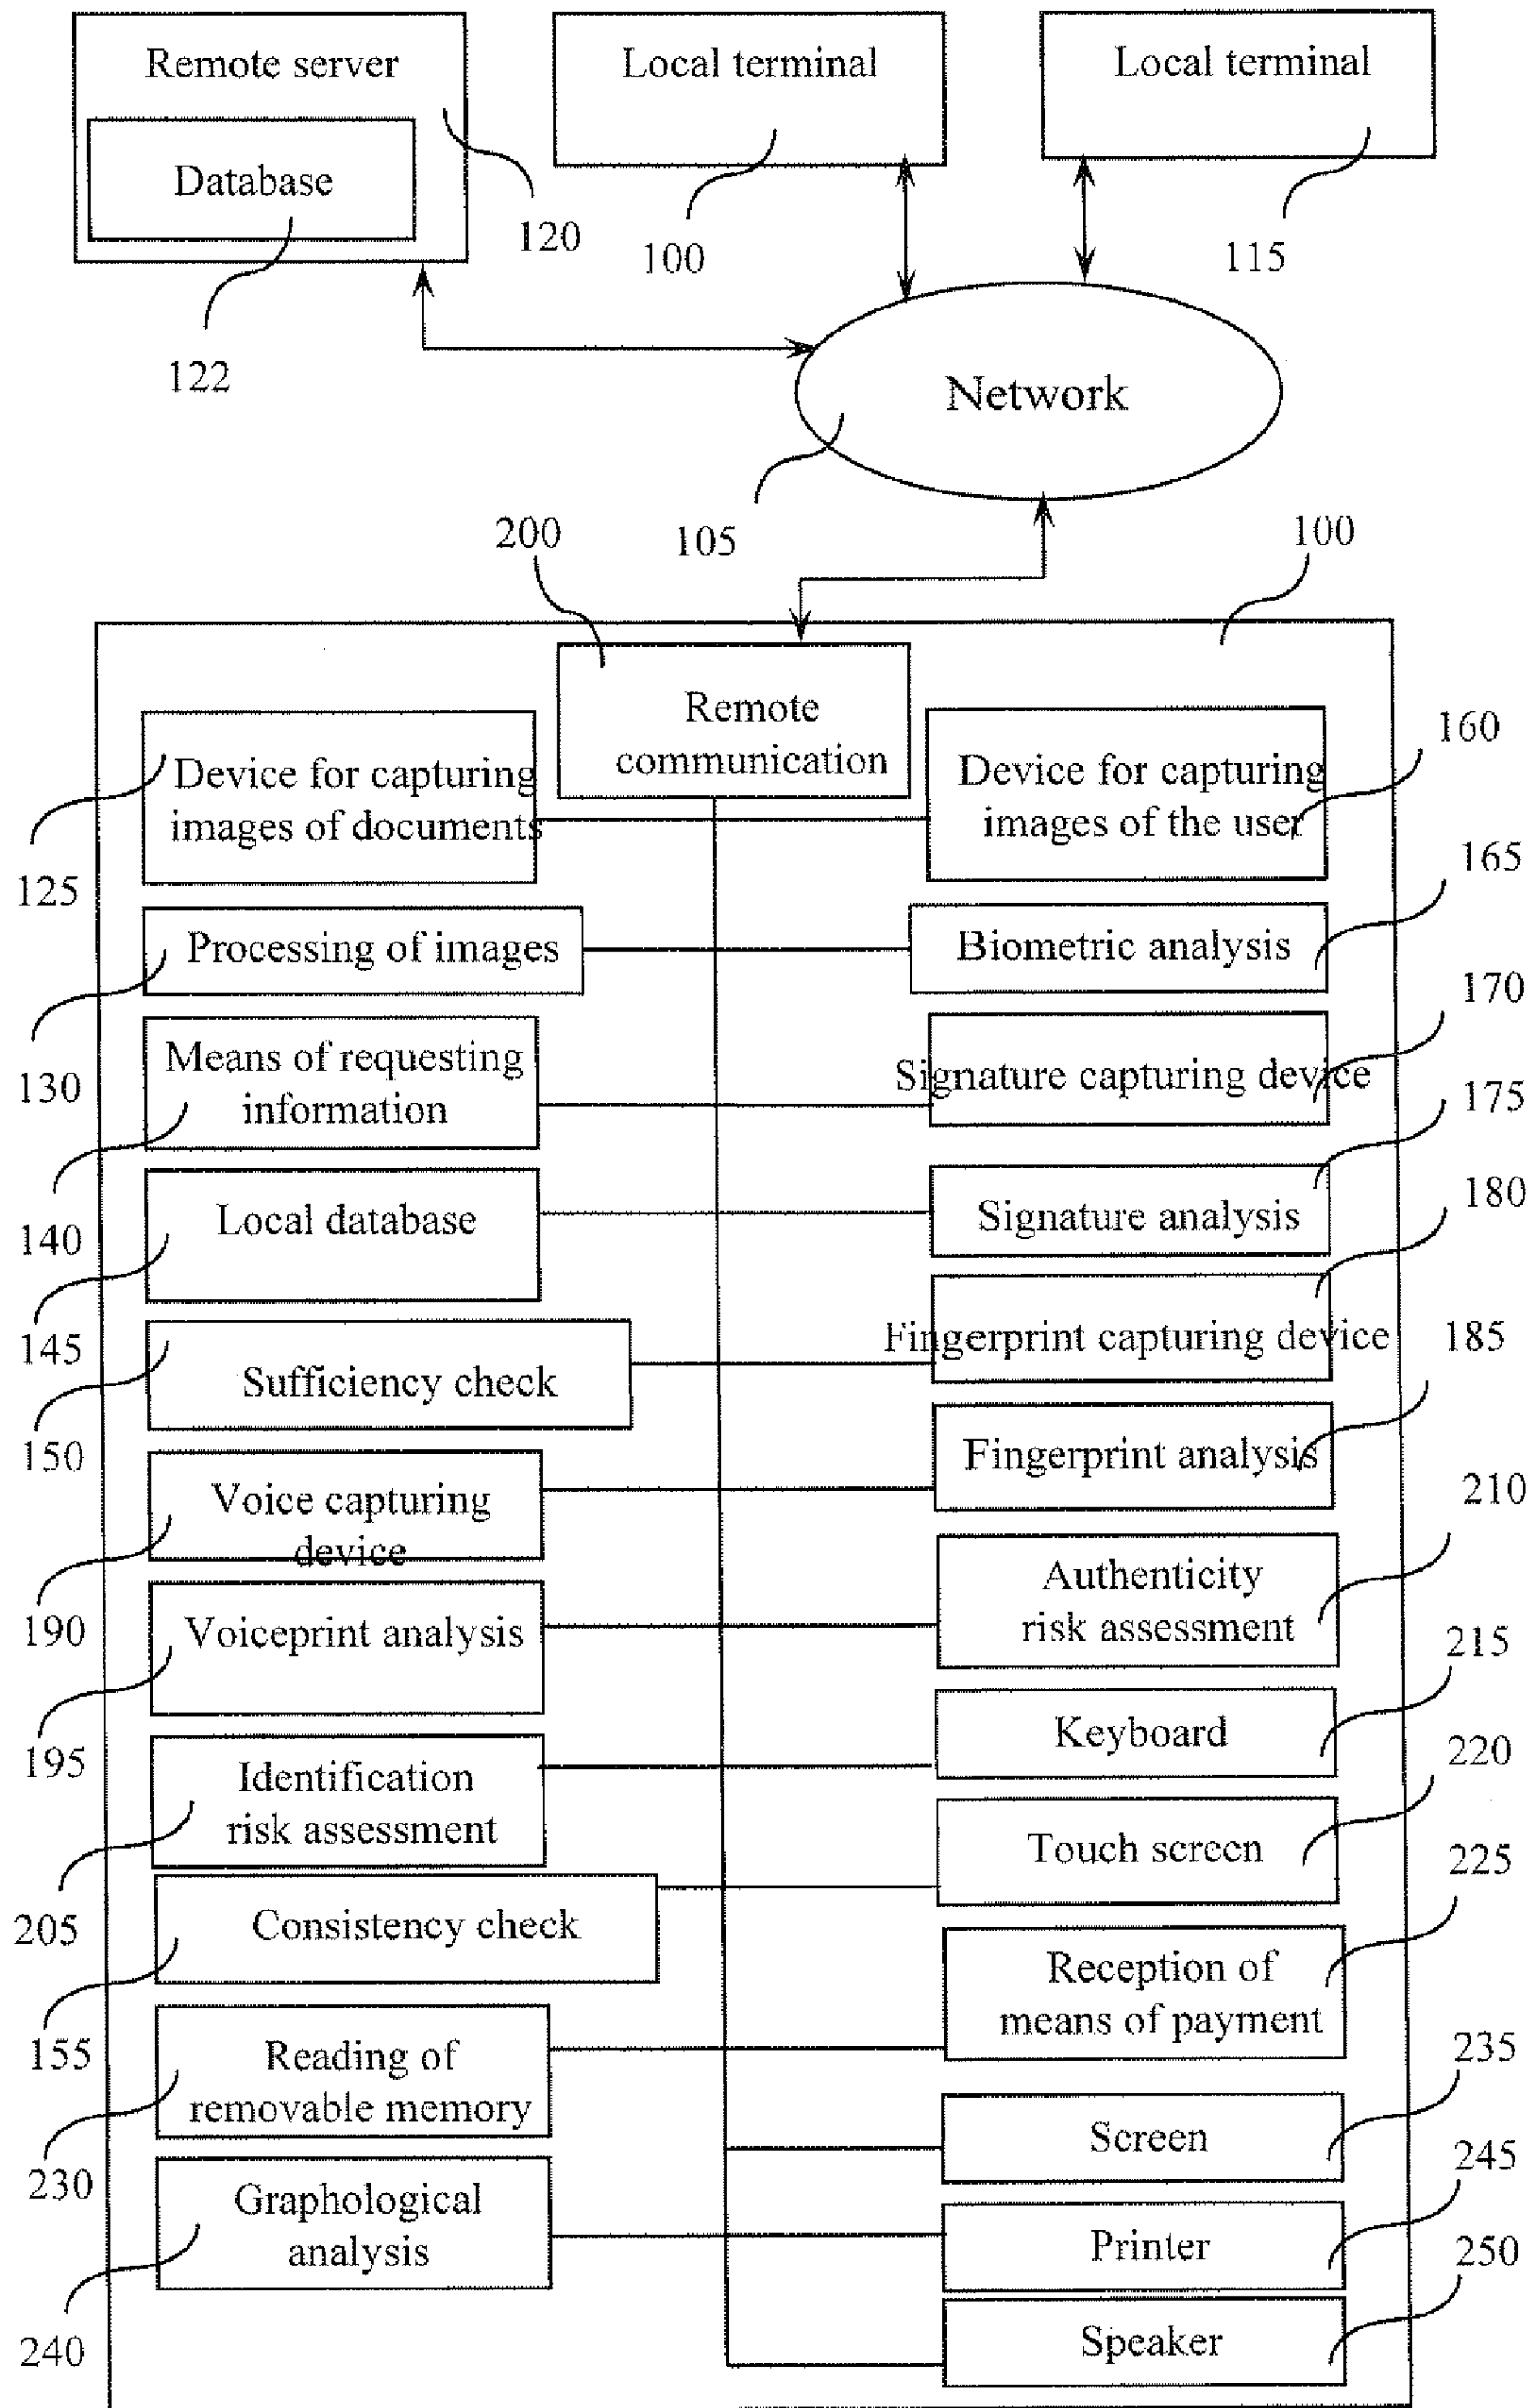 Remote server
Local terminal
Local terminal
Database
120
100
115
122
Network
105
200
100
Remote
communication
Device for capturing
images of documents
125
Device for capturing
images of the user
160
Processing of images
130
Biometric analysis
165
Means of requesting
information
140
Signature capturing device
170
Local database
145
Signature analysis
175
Sufficiency check
150
Fingerprint capturing device
180
Voice capturing
device
190
Fingerprint analysis
185
Voiceprint analysis
195
Authenticity
risk assessment
210
Identification
risk assessment
205
Keyboard
215
Consistency check
155
Touch screen
220
Reading of
removable memory
230
Reception of
means of payment
225
Graphological
analysis
240
Screen
235
Printer
245
Speaker
250